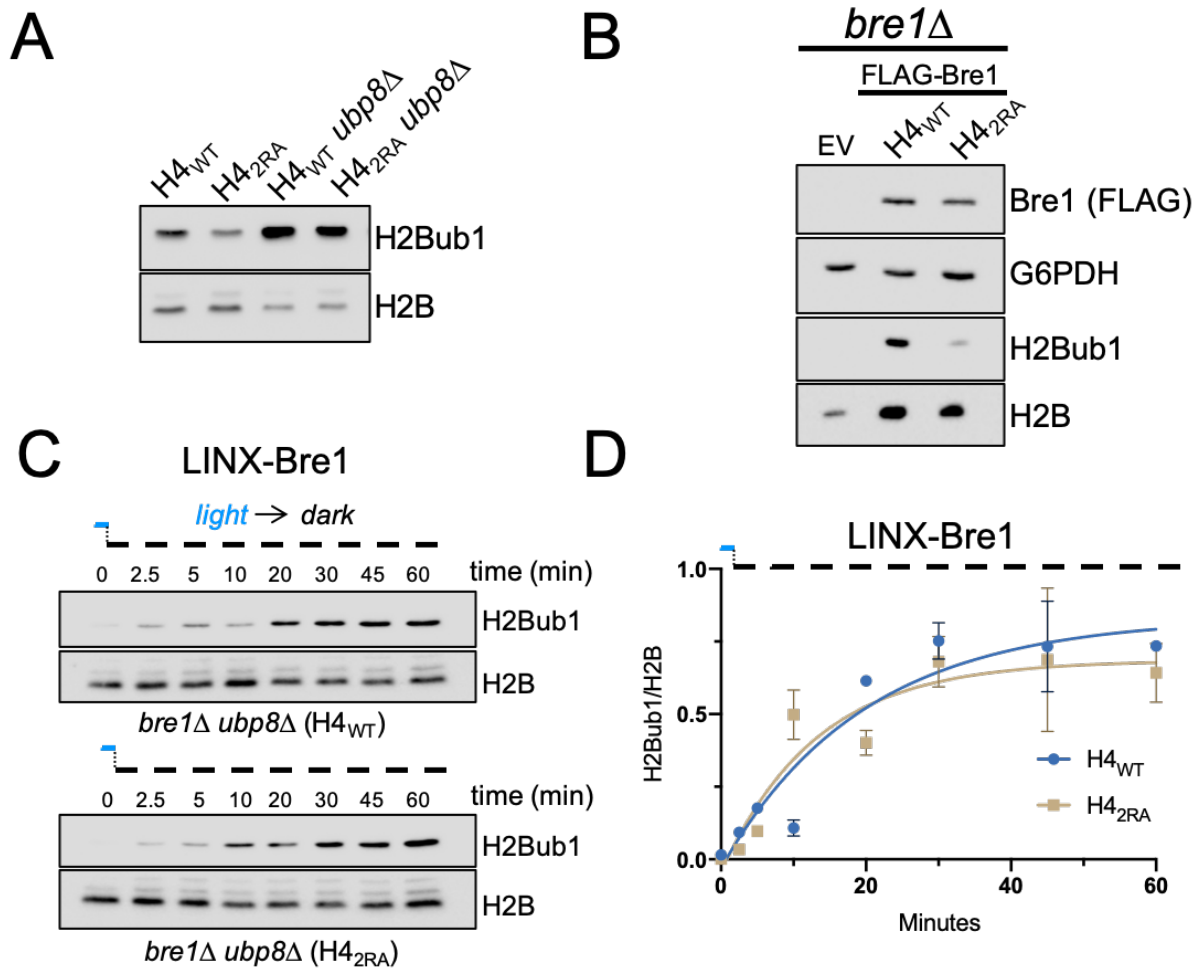 A
H4WT
H42RA
H4WT ubp8Δ
H42RA ubp8Δ
H2Bub1
H2B
B
bre1Δ
FLAG-Bre1
EV
H4WT
H42RA
Bre1 (FLAG)
G6PDH
H2Bub1
H2B
C
LINX-Bre1
light → dark
0 2.5 5 10 20 30 45 60 time (min)
H2Bub1
H2B
bre1Δ ubp8Δ (H4WT)
0 2.5 5 10 20 30 45 60 time (min)
H2Bub1
H2B
bre1Δ ubp8Δ (H42RA)
D
LINX-Bre1
1.0
0.5
0.0
H2Bub1/H2B
H4WT
H42RA
0 20 40 60
Minutes